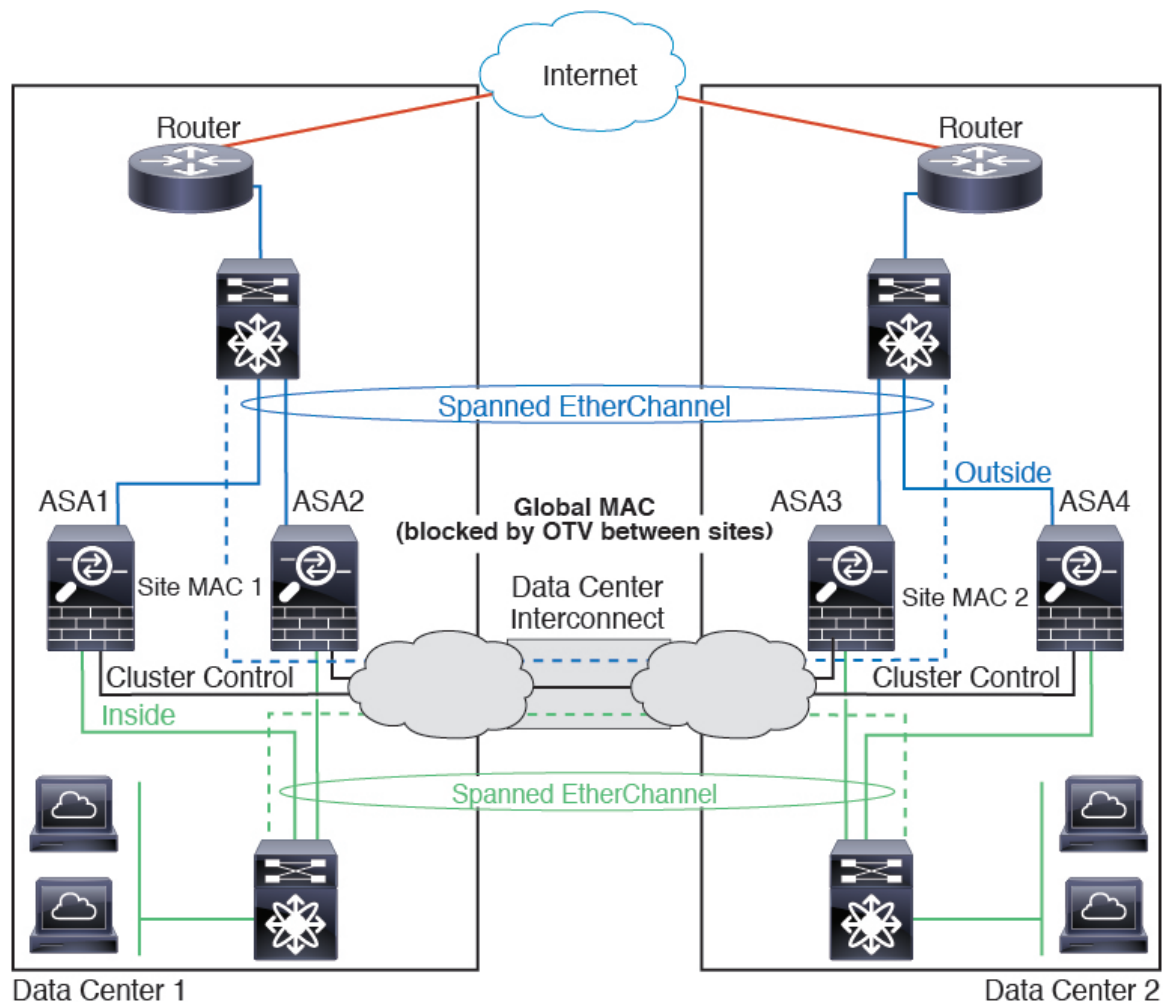 Internet
Router
Router
Spanned EtherChannel
Outside
ASA1
ASA2
Global MAC
(blocked by OTV between sites)
ASA3
ASA4
Site MAC 1
Data Center
Interconnect
Site MAC 2
Cluster Control
Cluster Control
Inside
Spanned EtherChannel
Data Center 1
Data Center 2